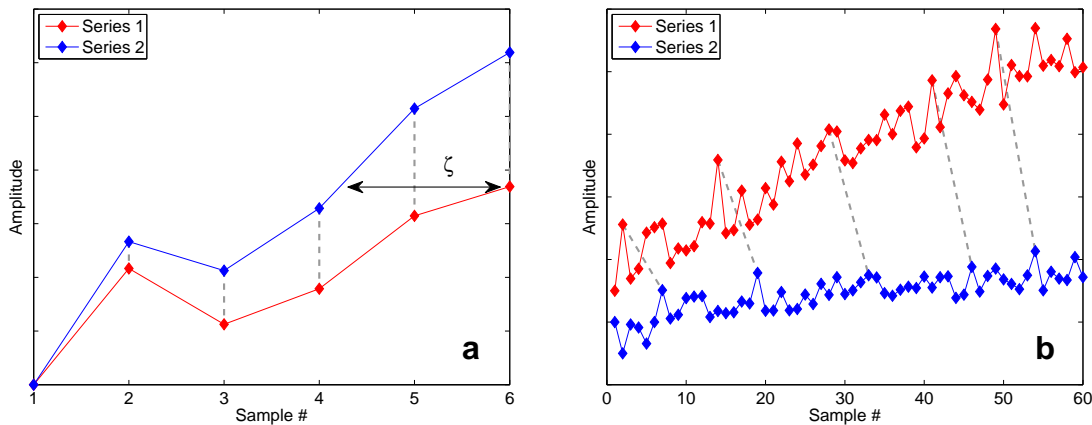 Series 1
Series 2
Amplitude
ζ
a
1 2 3 4 5 6
Sample #
Series 1
Series 2
Amplitude
b
0 10 20 30 40 50 60
Sample #